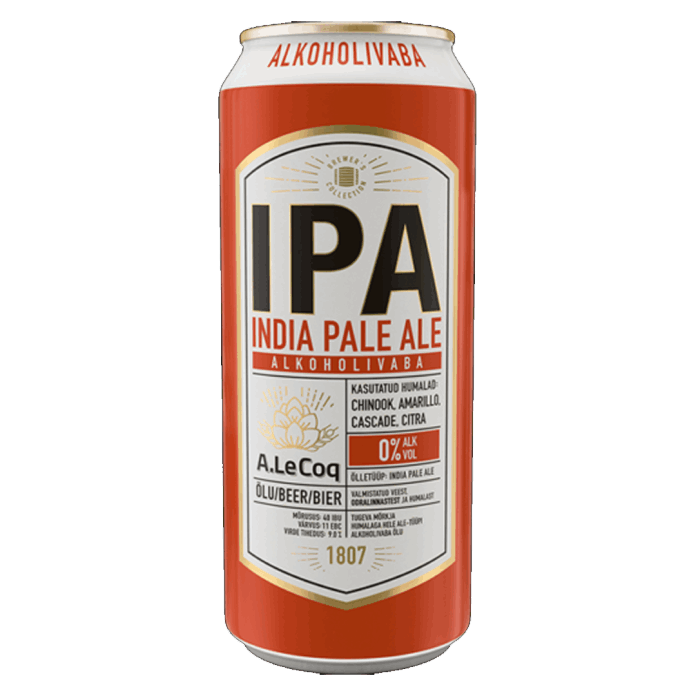 ALKOHOLIVABA
BREWER'S
COLLECTION
IPA
INDIA PALE ALE
ALKOHOLIVABA
KASUTATUD HUMALAD:
CHINOOK, AMARILLO,
CASCADE, CITRA
0% ALK
VOL
ÕLLETÜÜP: INDIA PALE ALE
A.LeCoq
ÕLU/BEER/BIER
VALMISTATUD VEEST,
ODRALINNASTEST JA HUMALAST
MÕRUSUS: 40 IBU
VÄRVUS: 11 EBC
VIRDE TIHEDUS: 9.0%
TUGEVA MÕRKJA
HUMALAGA HELE ALE-TÜÜPI
ALKOHOLIVABA ÕLU
1807